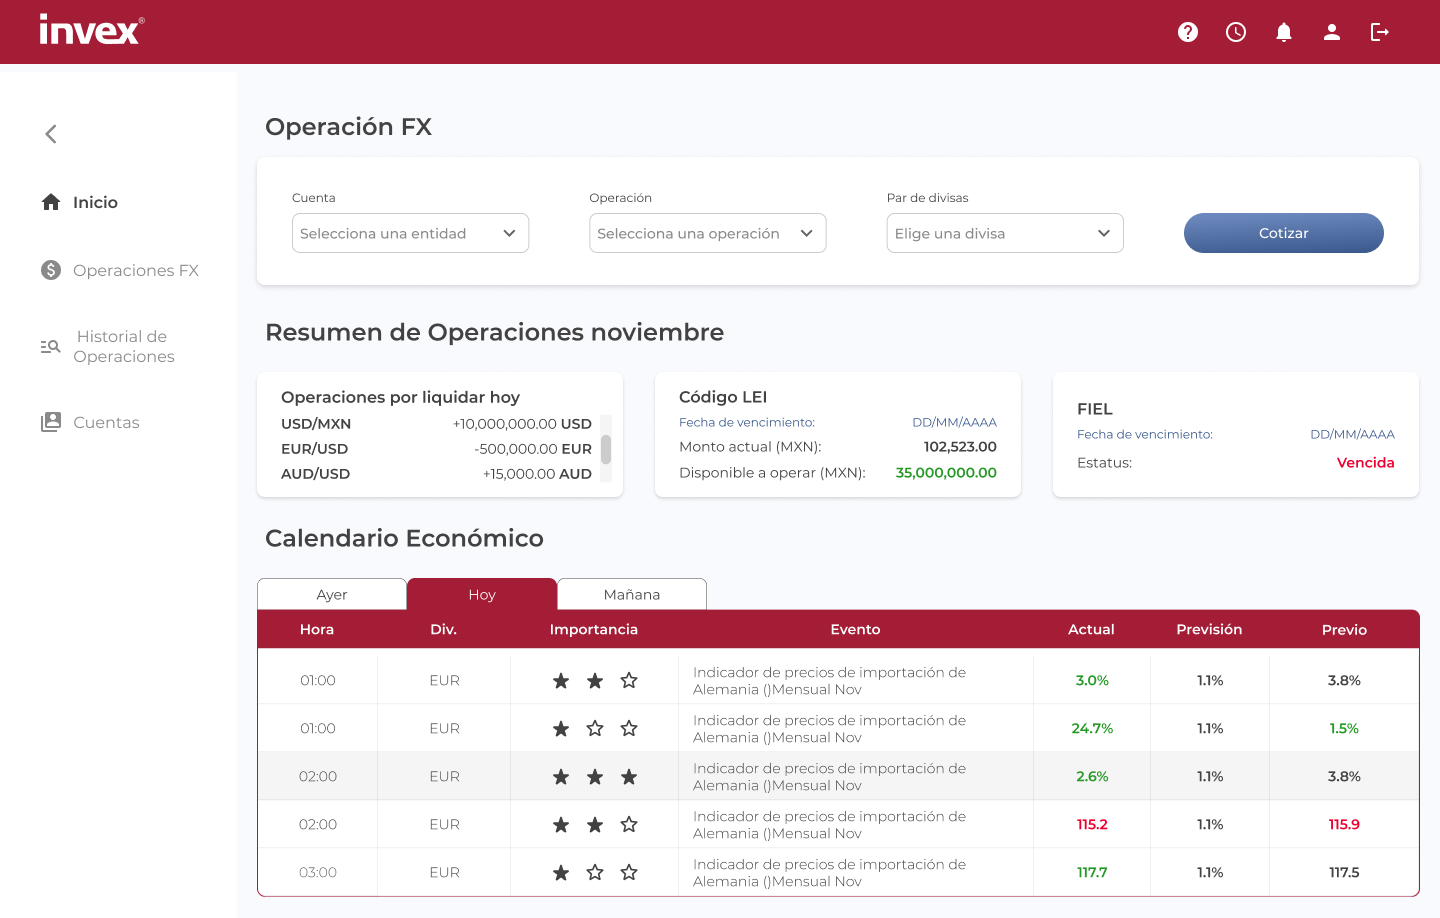 invex®
Inicio
Operaciones FX
Historial de
Operaciones
Cuentas
Operación FX
Cuenta
Selecciona una entidad
Operación
Selecciona una operación
Par de divisas
Elige una divisa
Cotizar
Resumen de Operaciones noviembre
Operaciones por liquidar hoy
USD/MXN +10,000,000.00 USD
EUR/USD -500,000.00 EUR
AUD/USD +15,000.00 AUD
Código LEI
Fecha de vencimiento: DD/MM/AAAA
Monto actual (MXN): 102,523.00
Disponible a operar (MXN): 35,000,000.00
FIEL
Fecha de vencimiento: DD/MM/AAAA
Estatus: Vencida
Calendario Económico
Ayer Hoy Mañana
Hora Div. Importancia Evento Actual Previsión Previo
01:00 EUR Indicador de precios de importación de 3.0% 1.1% 3.8%
Alemania ()Mensual Nov
01:00 EUR Indicador de precios de importación de 24.7% 1.1% 1.5%
Alemania ()Mensual Nov
02:00 EUR Indicador de precios de importación de 2.6% 1.1% 3.8%
Alemania ()Mensual Nov
02:00 EUR Indicador de precios de importación de 115.2 1.1% 115.9
Alemania ()Mensual Nov
03:00 EUR Indicador de precios de importación de 117.7 1.1% 117.5
Alemania ()Mensual Nov